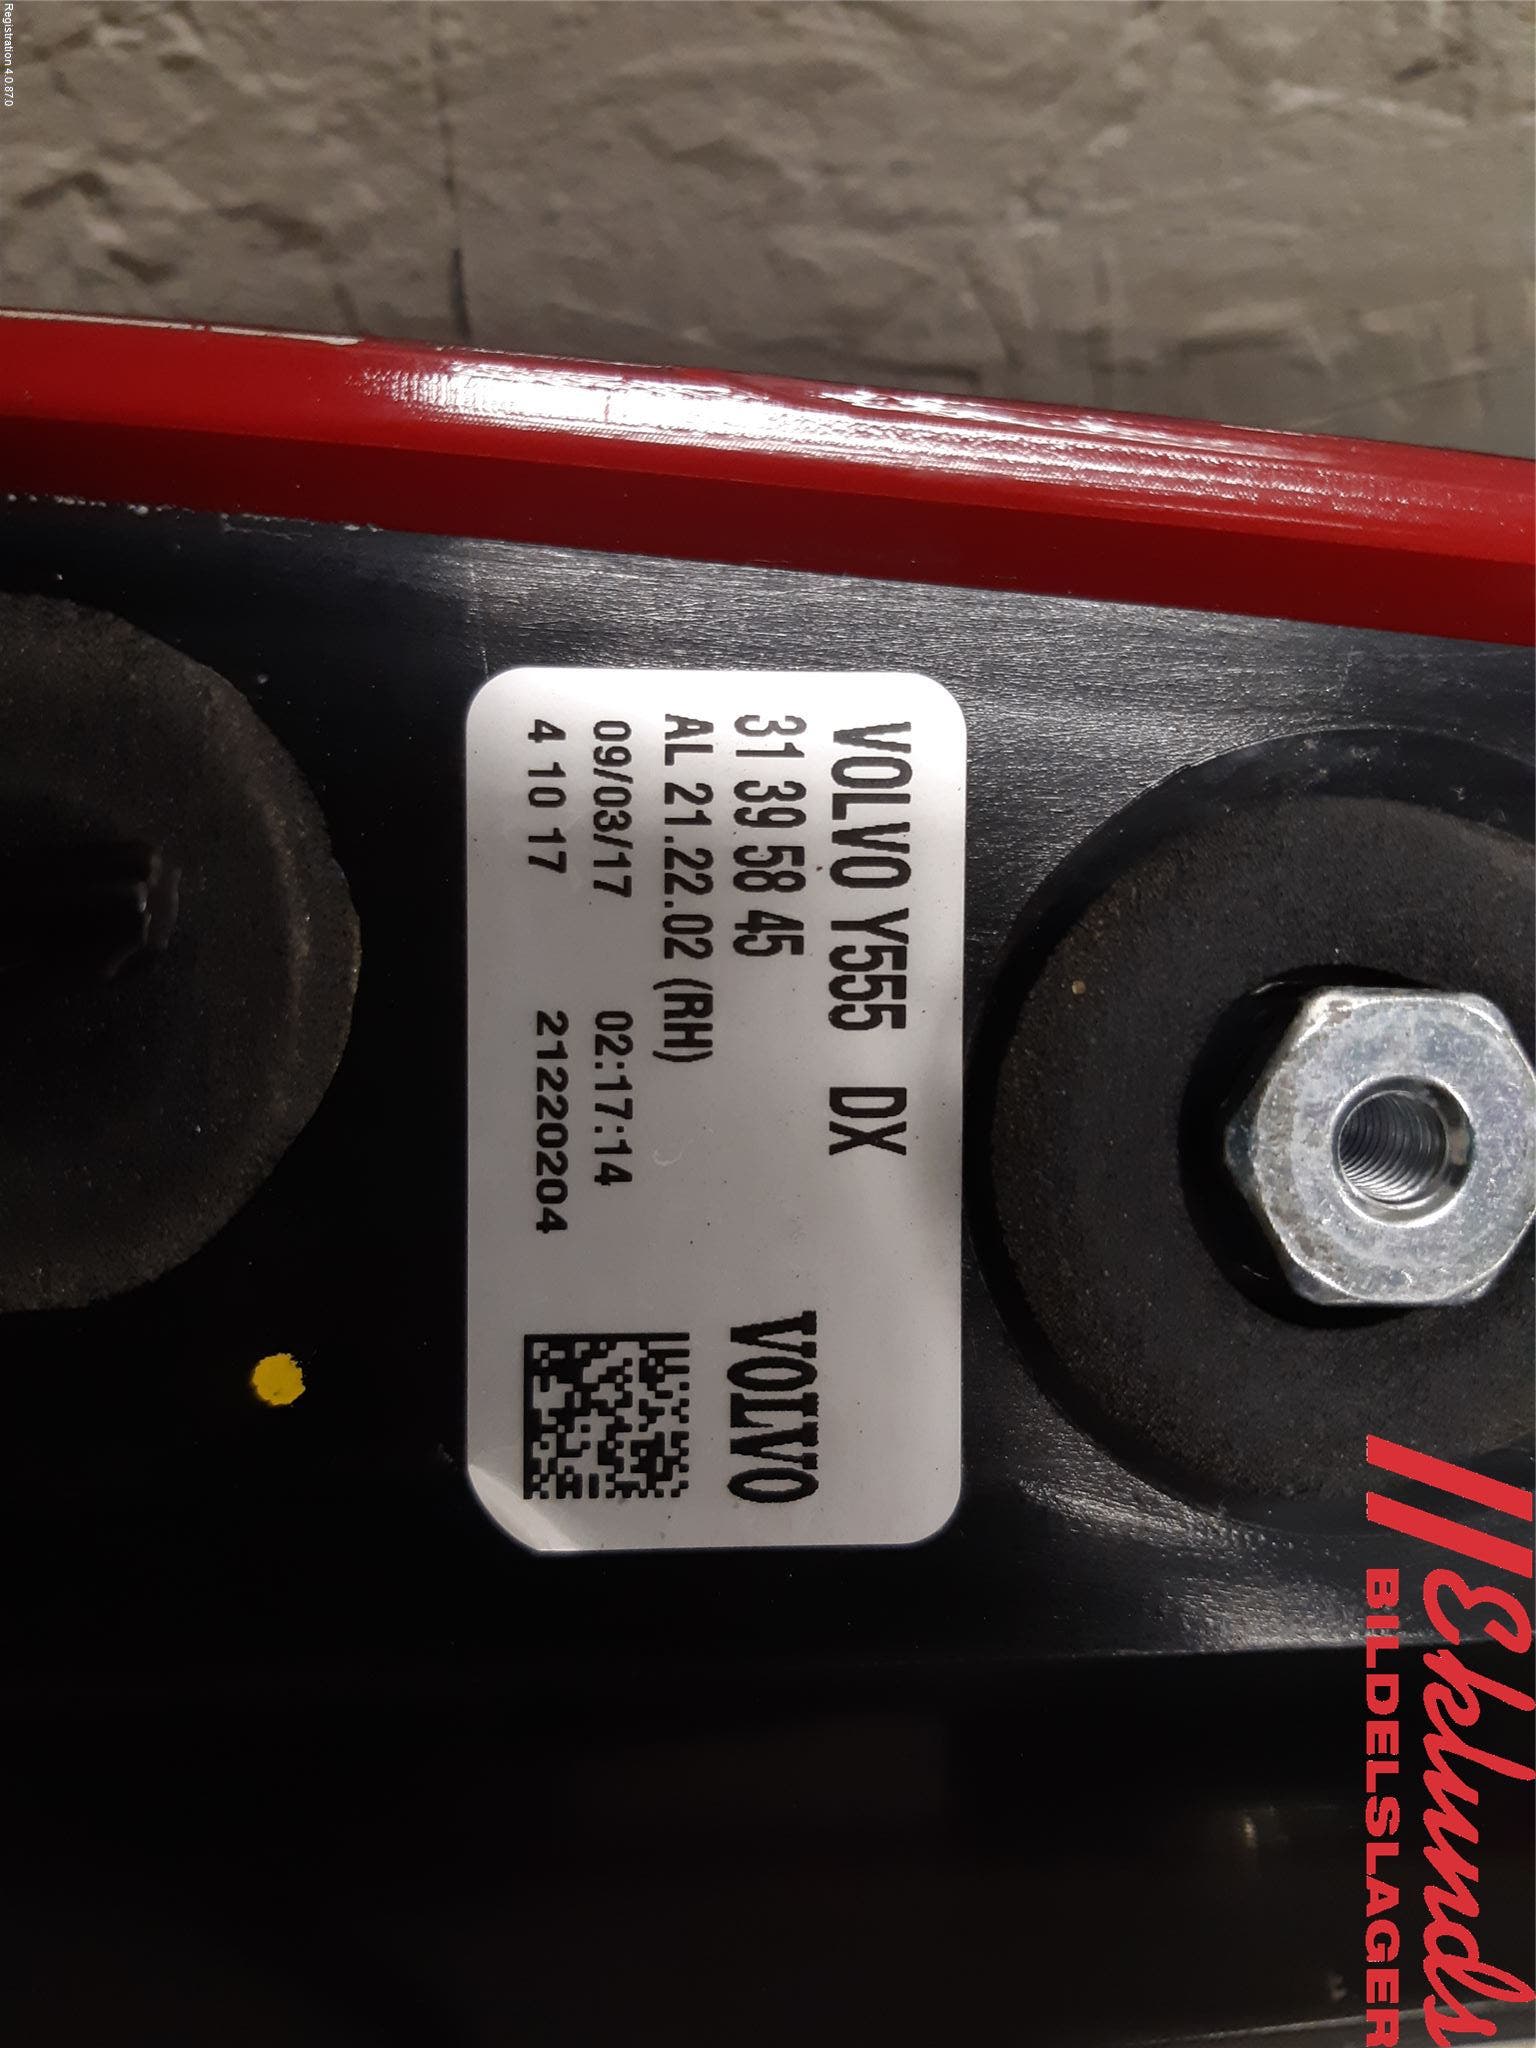 Registration 4.0.87.0
VOLVO Y555 DX
31 39 58 45
AL 21.22.02 (RH)
09/03/17 02:17:14
4 10 17 21220204
VOLVO
Eklunds
BILDELSLAGER